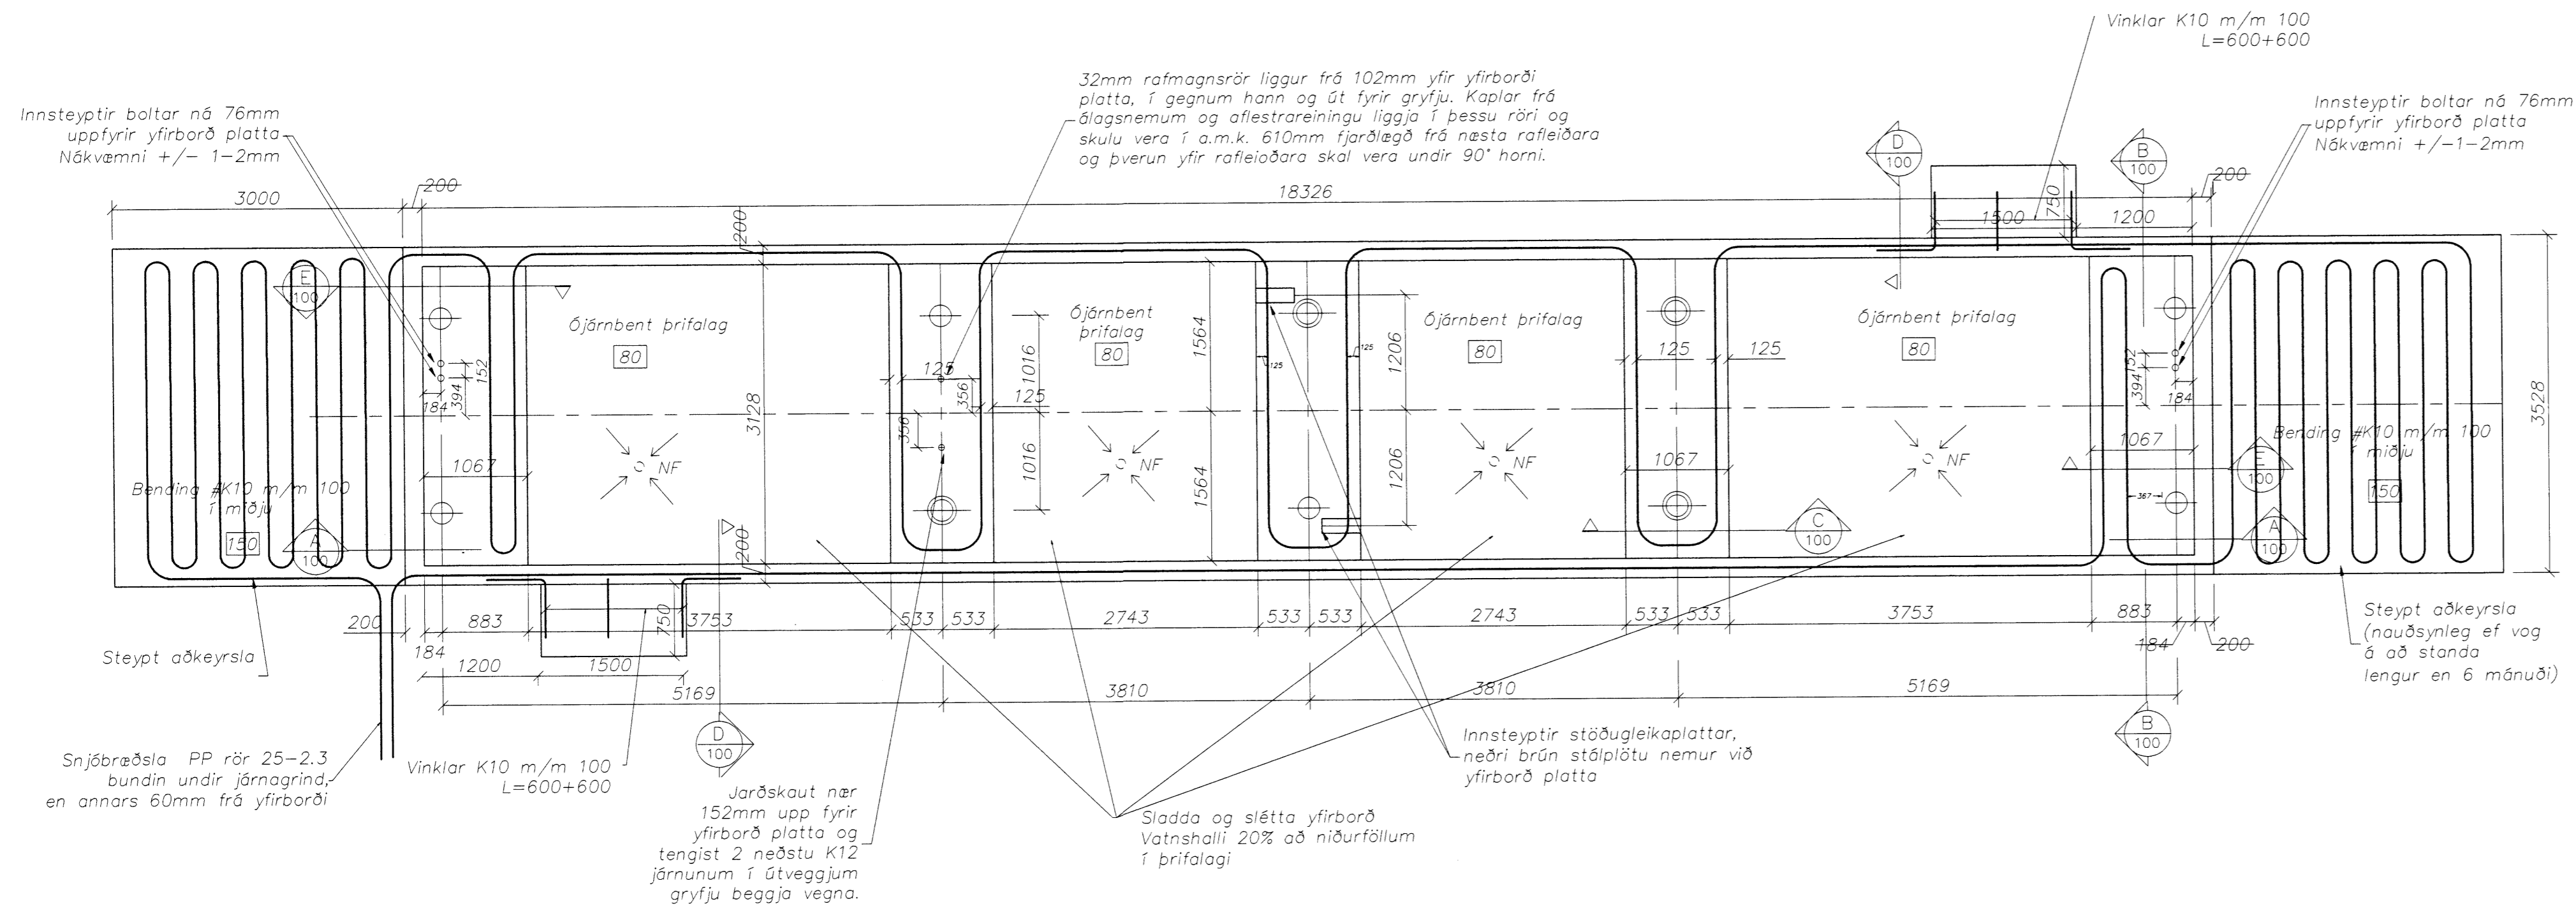 Vinklar K10 m/m 100
L=600+600
32mm rafmagnsrör liggur frá 102mm yfir yfirborði
platta, í gegnum hann og út fyrir gryfju. Kaplar frá
álagsnemum og aflestrareiningu liggja í þessu röri og
skulu vera í a.m.k. 610mm fjarðlægð frá næsta rafleiðara
og þverun yfir rafleioðara skal vera undir 90° horni.
Innsteyptir boltar ná 76mm
uppfyrir yfirborð platta
Nákvæmni +/- 1-2mm
Innsteyptir boltar ná 76mm
uppfyrir yfirborð platta
Nákvæmni +/-1-2mm
D
100
B
100
3000
200
18326
200
200
750
1500
1200
E
100
Ójárnbent þrifalag
80
Ójárnbent
þrifalag
80
Ójárnbent þrifalag
80
Ójárnbent þrifalag
80
152
394
184
125
356
356
125
1016
1016
1564
1564
3128
125
125
1206
1206
125
125
152
394
184
3528
1067
1067
1067
NF
NF
NF
NF
Bending #K10 m/m 100
í miðju
150
Bending #K10 m/m 100
í miðju
150
A
100
C
100
E
100
A
100
367
200
200
184
883
3753
533
533
2743
533
533
2743
533
533
3753
883
184
200
750
1200
1500
5169
3810
3810
5169
Steypt aðkeyrsla
Steypt aðkeyrsla
(nauðsynleg ef vog
á að standa
lengur en 6 mánuði)
D
100
B
100
Snjóbræðsla PP rör 25-2.3
bundin undir járnagrind,
en annars 60mm frá yfirborði
Vinklar K10 m/m 100
L=600+600
Jarðskaut nær
152mm upp fyrir
yfirborð platta og
tengist 2 neðstu K12
járnunum í útveggjum
gryfju beggja vegna.
Sladda og slétta yfirborð
Vatnshalli 20% að niðurföllum
í þrifalagi
Innsteyptir stöðugleikaplattar,
neðri brún stálplötu nemur við
yfirborð platta